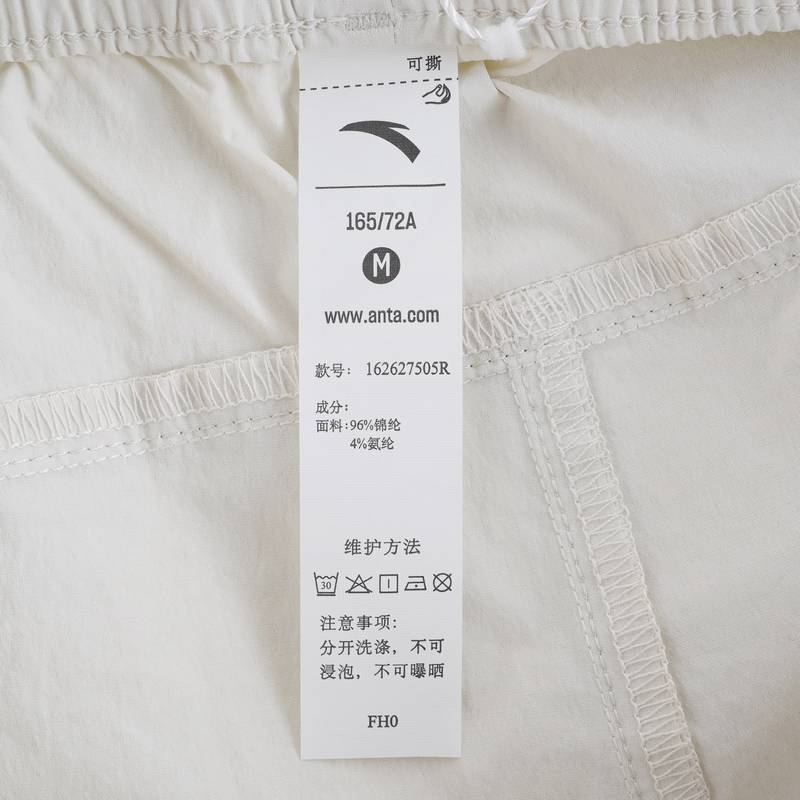 可撕
165/72A
M
www.anta.com
款号： 162627505R
成分：
面料：96%锦纶
4%氨纶
维护方法
30
注意事项：
分开洗涤，不可
浸泡，不可曝晒
FH0